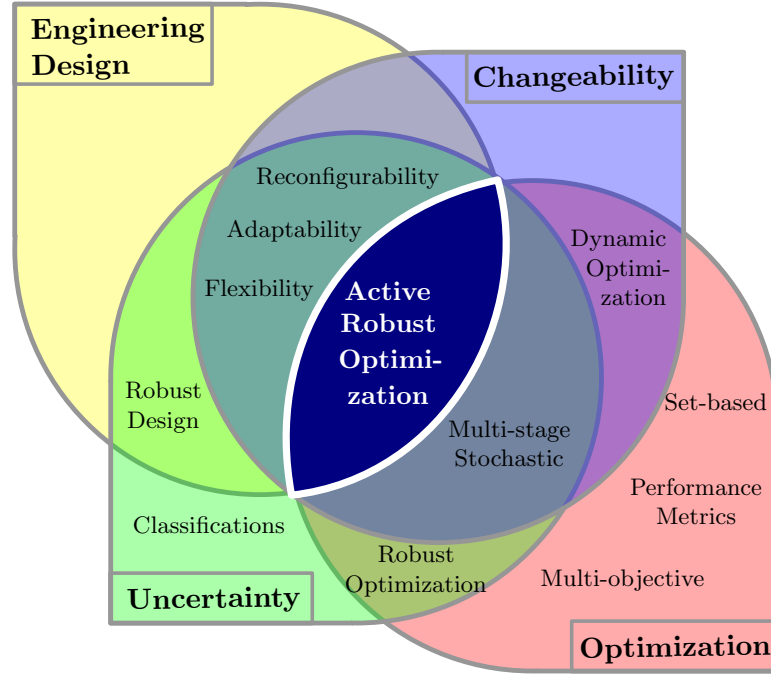 Engineering
Design
Changeability
Reconfigurability
Adaptability
Flexibility
Dynamic
Optimi-
zation
Active
Robust
Optimi-
zation
Robust
Design
Set-based
Multi-stage
Stochastic
Performance
Metrics
Classifications
Robust
Optimization
Multi-objective
Uncertainty
Optimization